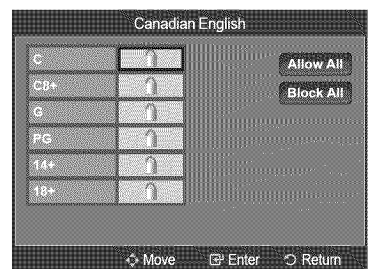 Canadian English
C
Allow All
C8+
Block All
G
PG
14+
18+
Move Enter Return